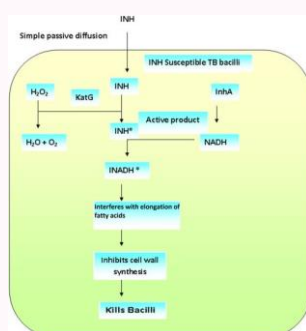 INH
Simple passive diffusion
INH Susceptible TB bacilli
H₂O₂
KatG
INH
InhA
Active product
H₂O + O₂
INH*
NADH
INADH *
Interferes with elongation of
fatty acids
Inhibits cell wall
synthesis
Kills Bacilli